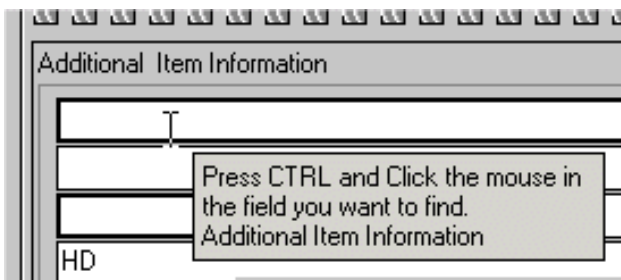 Additional Item Information
Press CTRL and Click the mouse in
the field you want to find.
Additional Item Information
HD